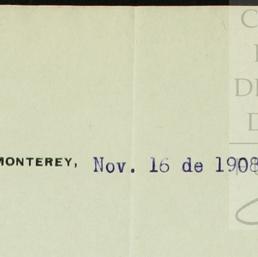 MONTEREY, Nov. 16 de 1908